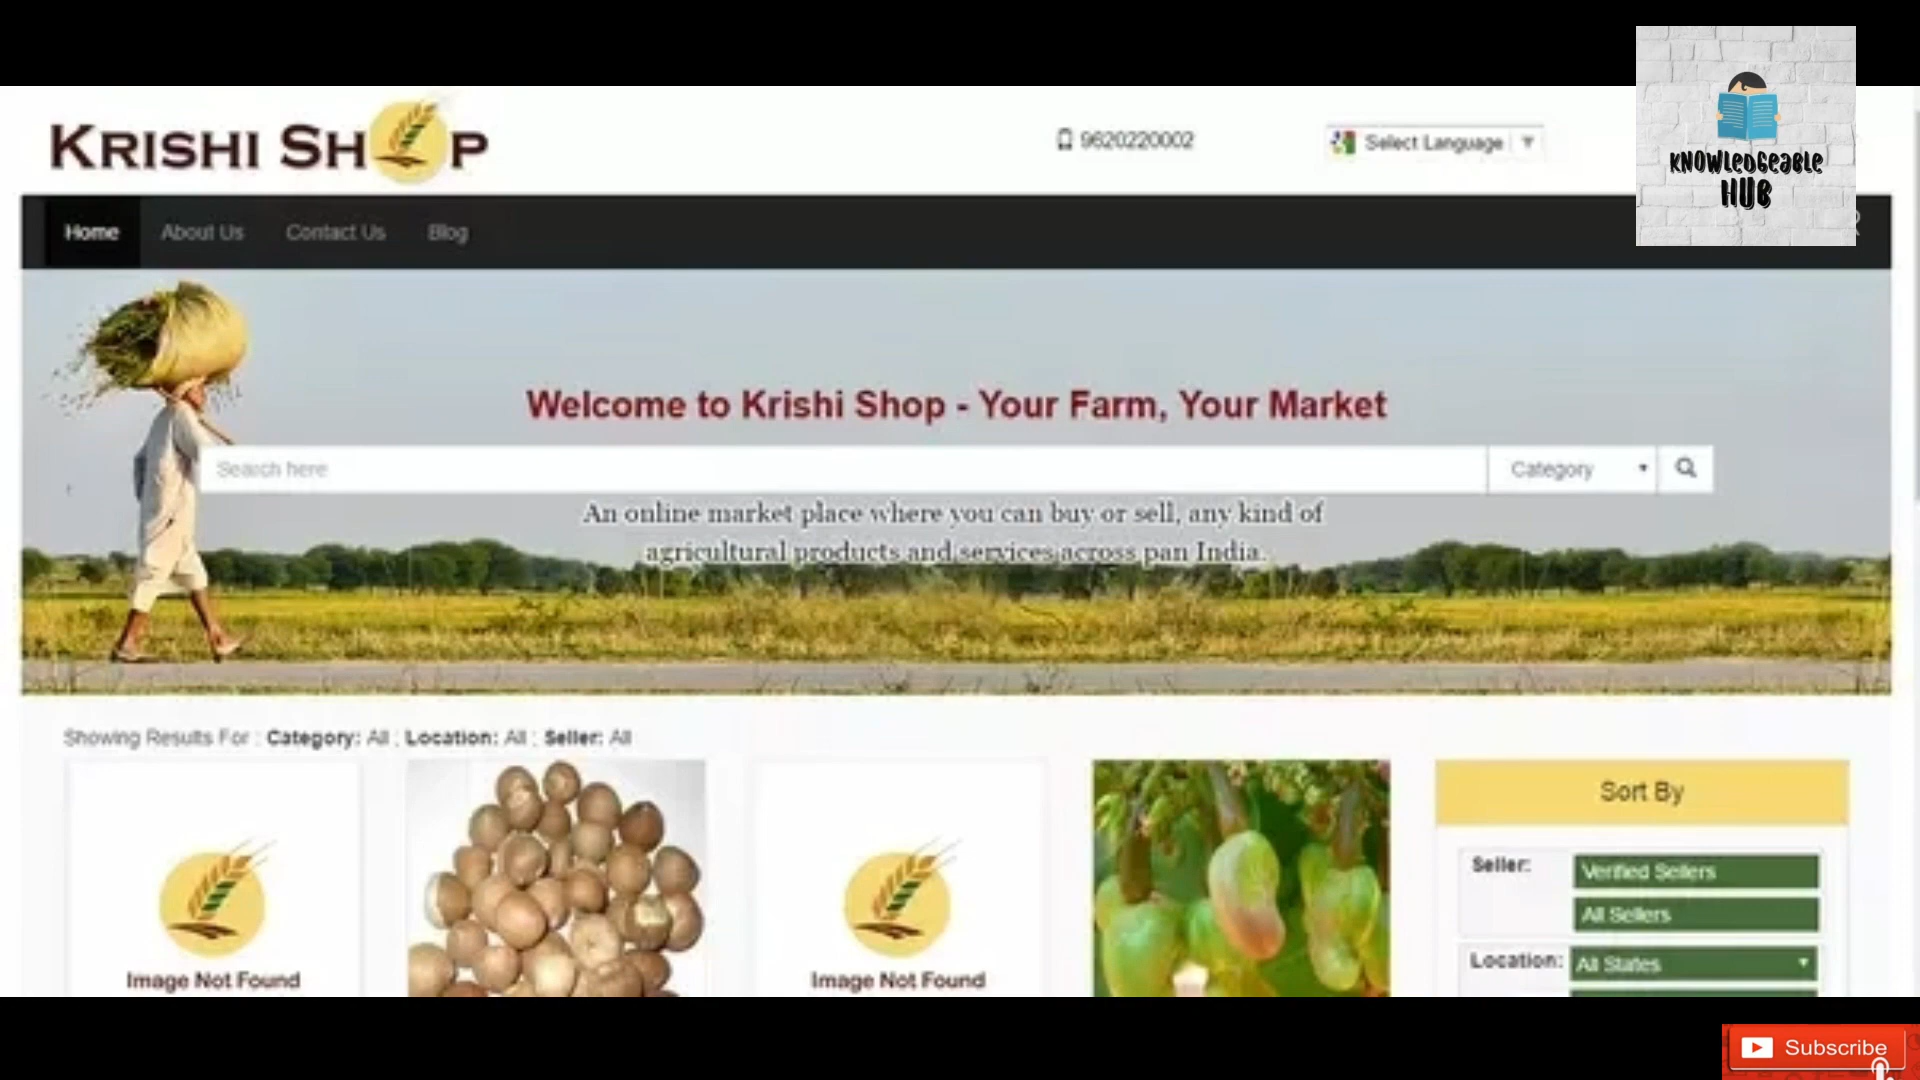 KRISHI SHOP
9620220002
Select Language
KNOWLEDGEABLE
HUB
Home
About Us
Contact Us
Blog
Welcome to Krishi Shop - Your Farm, Your Market
Search here
Category
An online market place where you can buy or sell, any kind of
agricultural products and services across pan India.
Showing Results For : Category: All ; Location: All ; Seller: All
Sort By
Seller:
Verified Sellers
All Sellers
Location:
All States
Image Not Found
Image Not Found
Subscribe